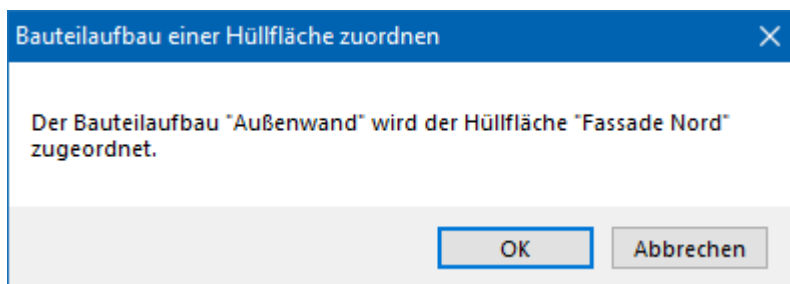 Bauteilaufbau einer Hüllfläche zuordnen
Der Bauteilaufbau "Außenwand" wird der Hüllfläche "Fassade Nord"
zugeordnet.
OK
Abbrechen